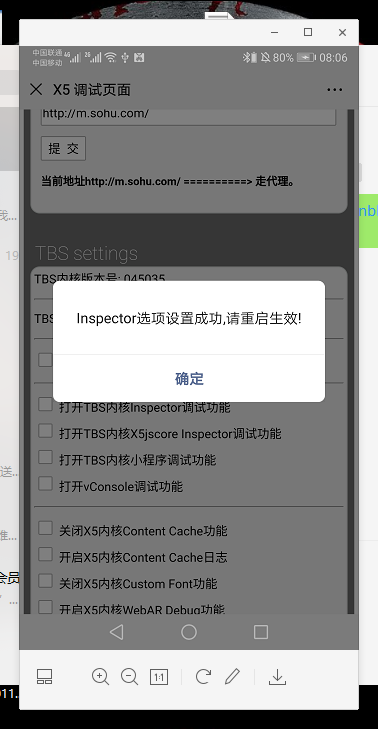 中国联通 4G 2G 80% 08:06
中国移动
X5 调试页面
http://m.sohu.com/
提 交
当前地址http://m.sohu.com/ ==========> 走代理。
我...
nbl
19
TBS settings
TBS内核版本号: 045035
TBS
Inspector选项设置成功,请重启生效!
确定
打开TBS内核Inspector调试功能
打开TBS内核X5jscore Inspector调试功能
打开TBS内核小程序调试功能
送...
打开vConsole调试功能
关闭X5内核Content Cache功能
开启X5内核Content Cache日志
会员
关闭X5内核Custom Font功能
开启X5内核WebAR Debug功能
1:1
011.